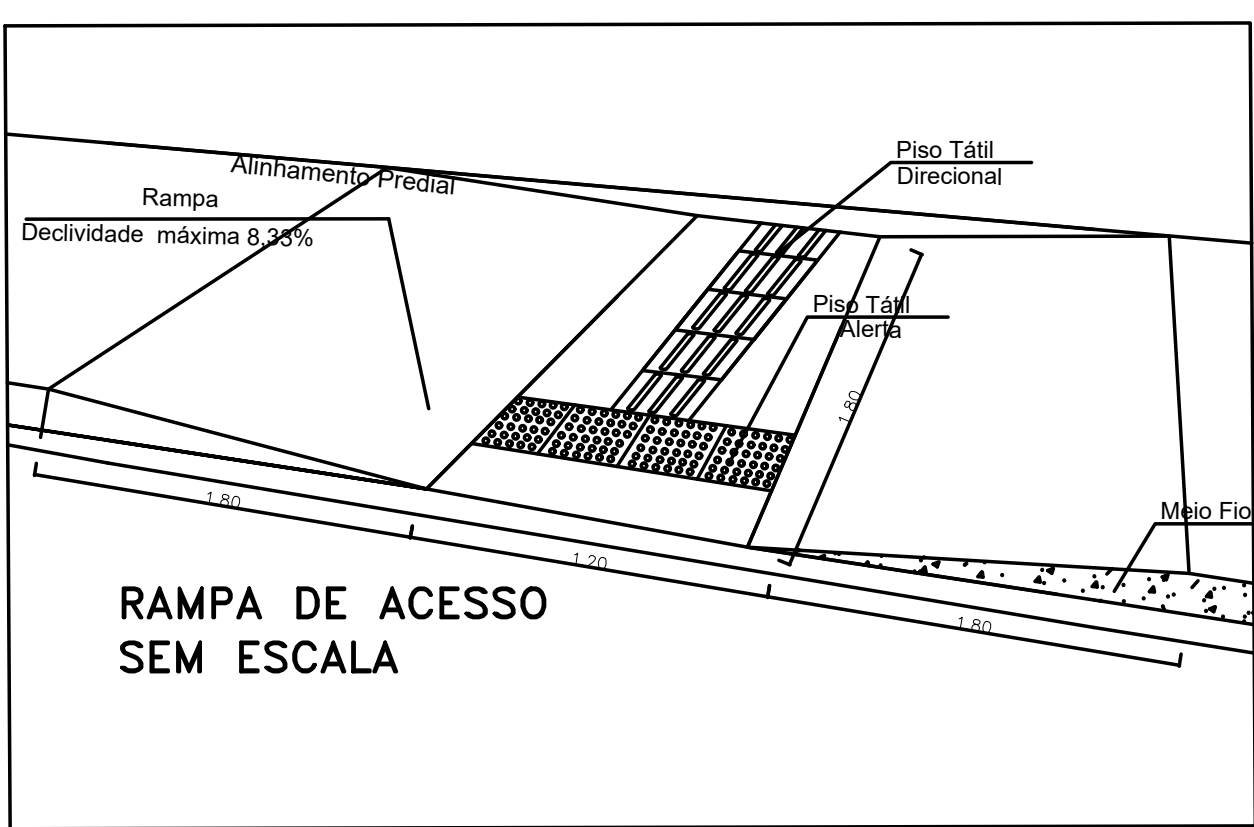 Piso Tátil
Direcional
Alinhamento Predial
Rampa
Declividade máxima 8,33%
Piso Tátil
Alerta
1.80
1.80
Meio Fio
1.20
1.80
RAMPA DE ACESSO
SEM ESCALA